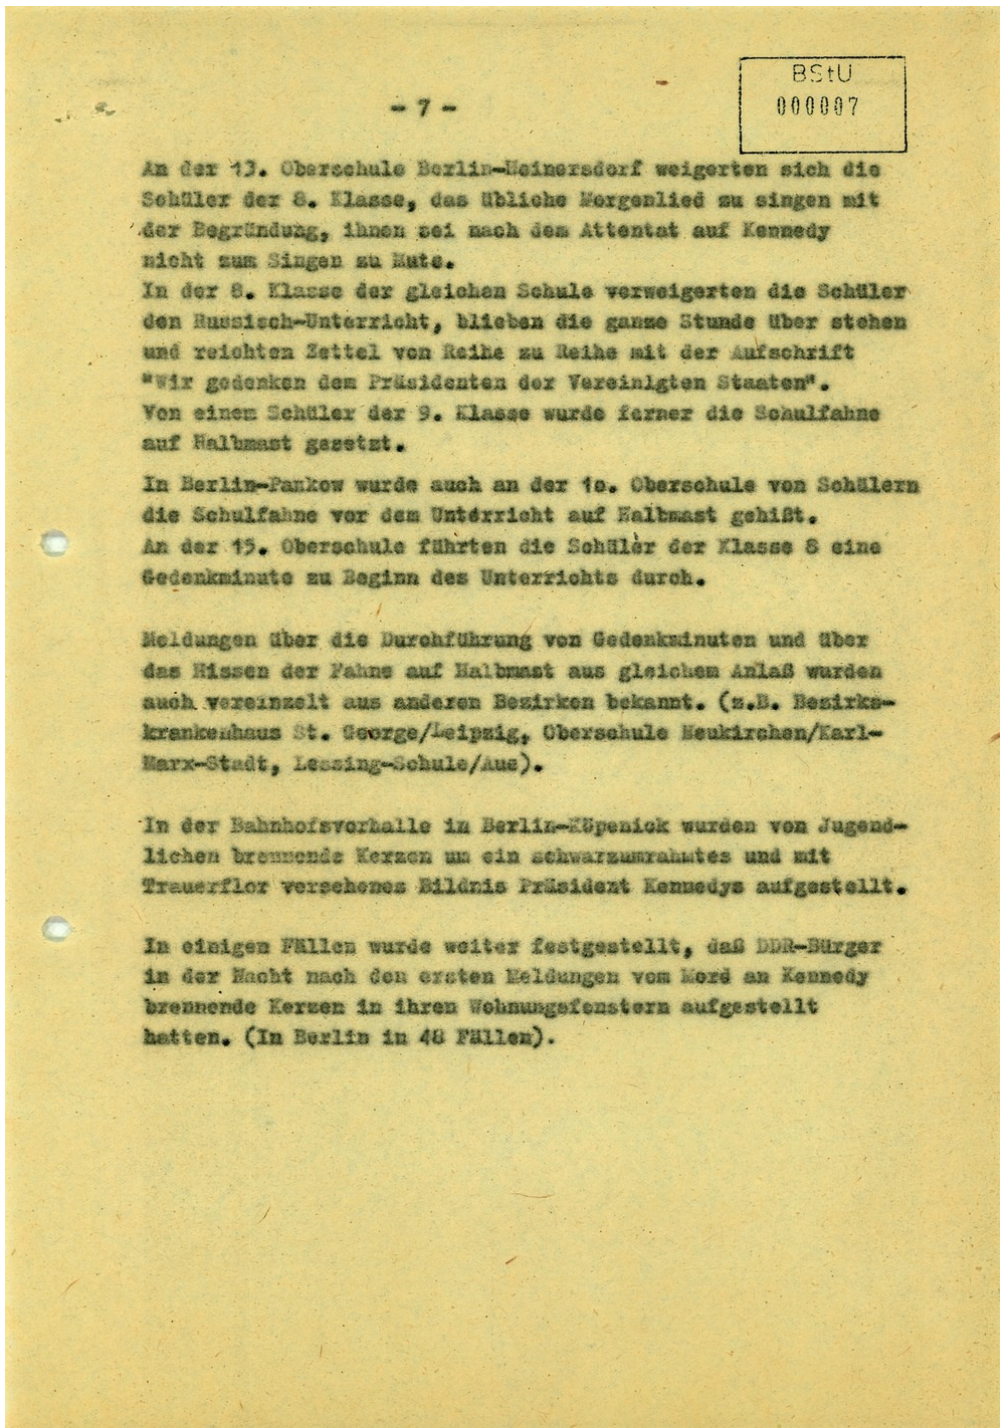 - 7 -
BStU
000007
An der 13. Oberschule Berlin-Heinersdorf weigerten sich die
Schüler der 8. Klasse, das übliche Morgenlied zu singen mit
der Begründung, ihnen sei nach dem Attentat auf Kennedy
nicht zum Singen zu Mute.
In der 8. Klasse der gleichen Schule verweigerten die Schüler
den Russisch-Unterricht, blieben die ganze Stunde über stehen
und reichten Zettel von Reihe zu Reihe mit der Aufschrift
"Wir gedenken dem Präsidenten der Vereinigten Staaten".
Von einem Schüler der 9. Klasse wurde ferner die Schulfahne
auf Halbmast gesetzt.
In Berlin-Pankow wurde auch an der 10. Oberschule von Schülern
die Schulfahne vor dem Unterricht auf Halbmast gehißt.
An der 15. Oberschule führten die Schüler der Klasse 8 eine
Gedenkminute zu Beginn des Unterrichts durch.
Meldungen über die Durchführung von Gedenkminuten und über
das Hissen der Fahne auf Halbmast aus gleichem Anlaß wurden
auch vereinzelt aus anderen Bezirken bekannt. (z.B. Bezirks-
krankenhaus St. George/Leipzig, Oberschule Neukirchen/Karl-
Marx-Stadt, Lessing-Schule/Aue).
In der Bahnhofsvorhalle in Berlin-Köpenick wurden von Jugend-
lichen brennende Kerzen um ein schwarzumrahmtes und mit
Trauerflor versehenes Bildnis Präsident Kennedys aufgestellt.
In einigen Fällen wurde weiter festgestellt, daß DDR-Bürger
in der Nacht nach den ersten Meldungen vom Mord an Kennedy
brennende Kerzen in ihren Wohnungsfenstern aufgestellt
hatten. (In Berlin in 48 Fällen).